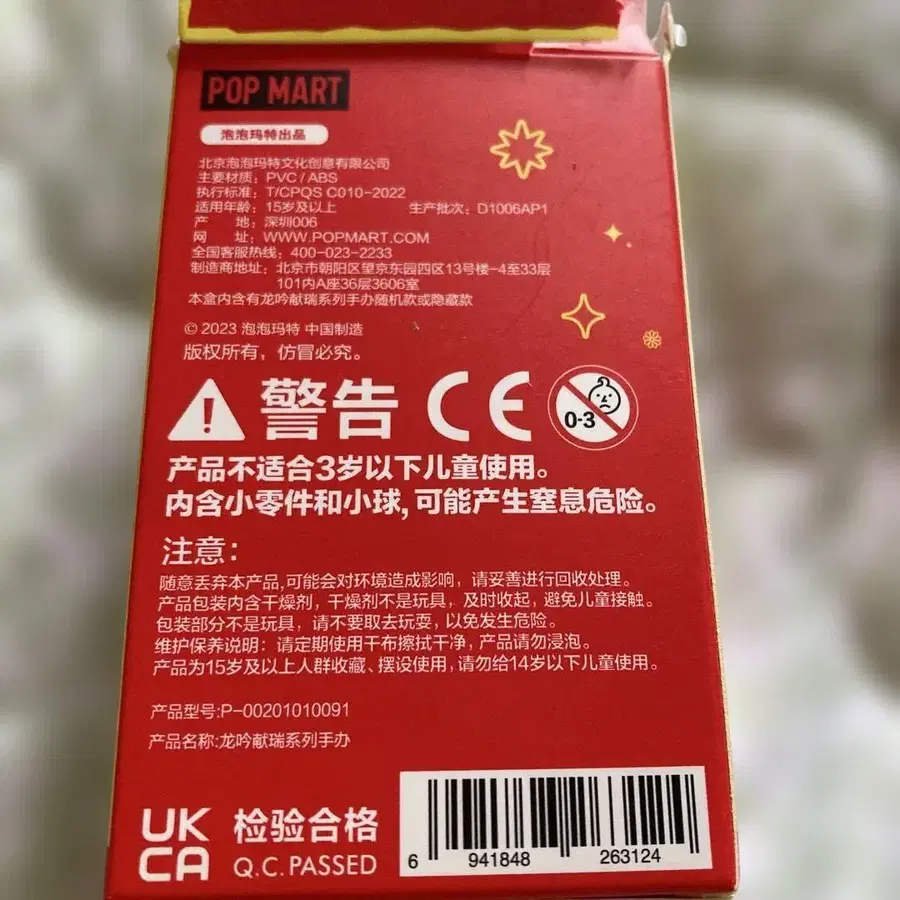 POP MART
泡泡玛特出品
北京泡泡玛特文化创意有限公司
主要材质：PVC / ABS
执行标准：T/CPQS C010-2022
适用年龄：15岁及以上 生产批次：D1006AP1
产 地：深圳006
网 址：WWW.POPMART.COM
全国客服热线：400-023-2233
制造商地址：北京市朝阳区望京东园四区13号楼-4至33层
101内A座36层3606室
本盒内含有龙吟献瑞系列手办随机款或隐藏款
© 2023 泡泡玛特 中国制造
版权所有，仿冒必究。
警告 CE 0-3
产品不适合3岁以下儿童使用。
内含小零件和小球，可能产生窒息危险。
注意：
随意丢弃本产品,可能会对环境造成影响，请妥善进行回收处理。
产品包装内含干燥剂，干燥剂不是玩具，及时收起，避免儿童接触。
包装部分不是玩具，请不要取去玩耍，以免发生危险。
维护保养说明：请定期使用干布擦拭干净，产品请勿浸泡。
产品为15岁及以上人群收藏、摆设使用，请勿给14岁以下儿童使用。
产品型号:P-00201010091
产品名称:龙吟献瑞系列手办
UK
CA
检验合格
Q.C.PASSED
6 941848 263124